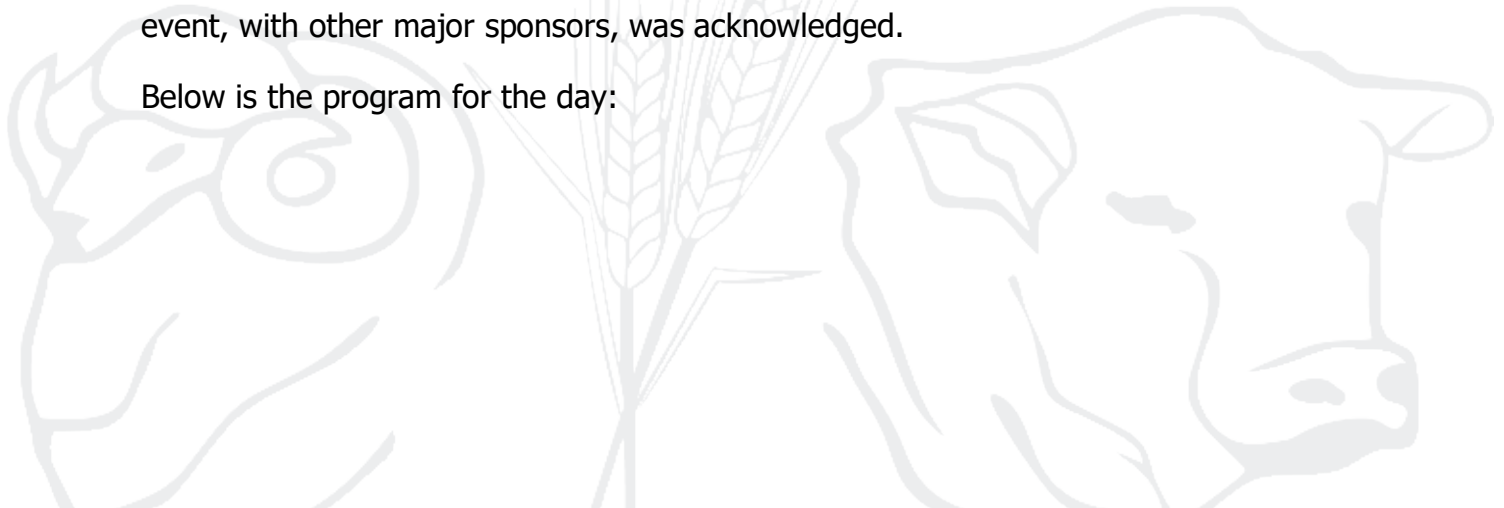 event, with other major sponsors, was acknowledged.
Below is the program for the day: